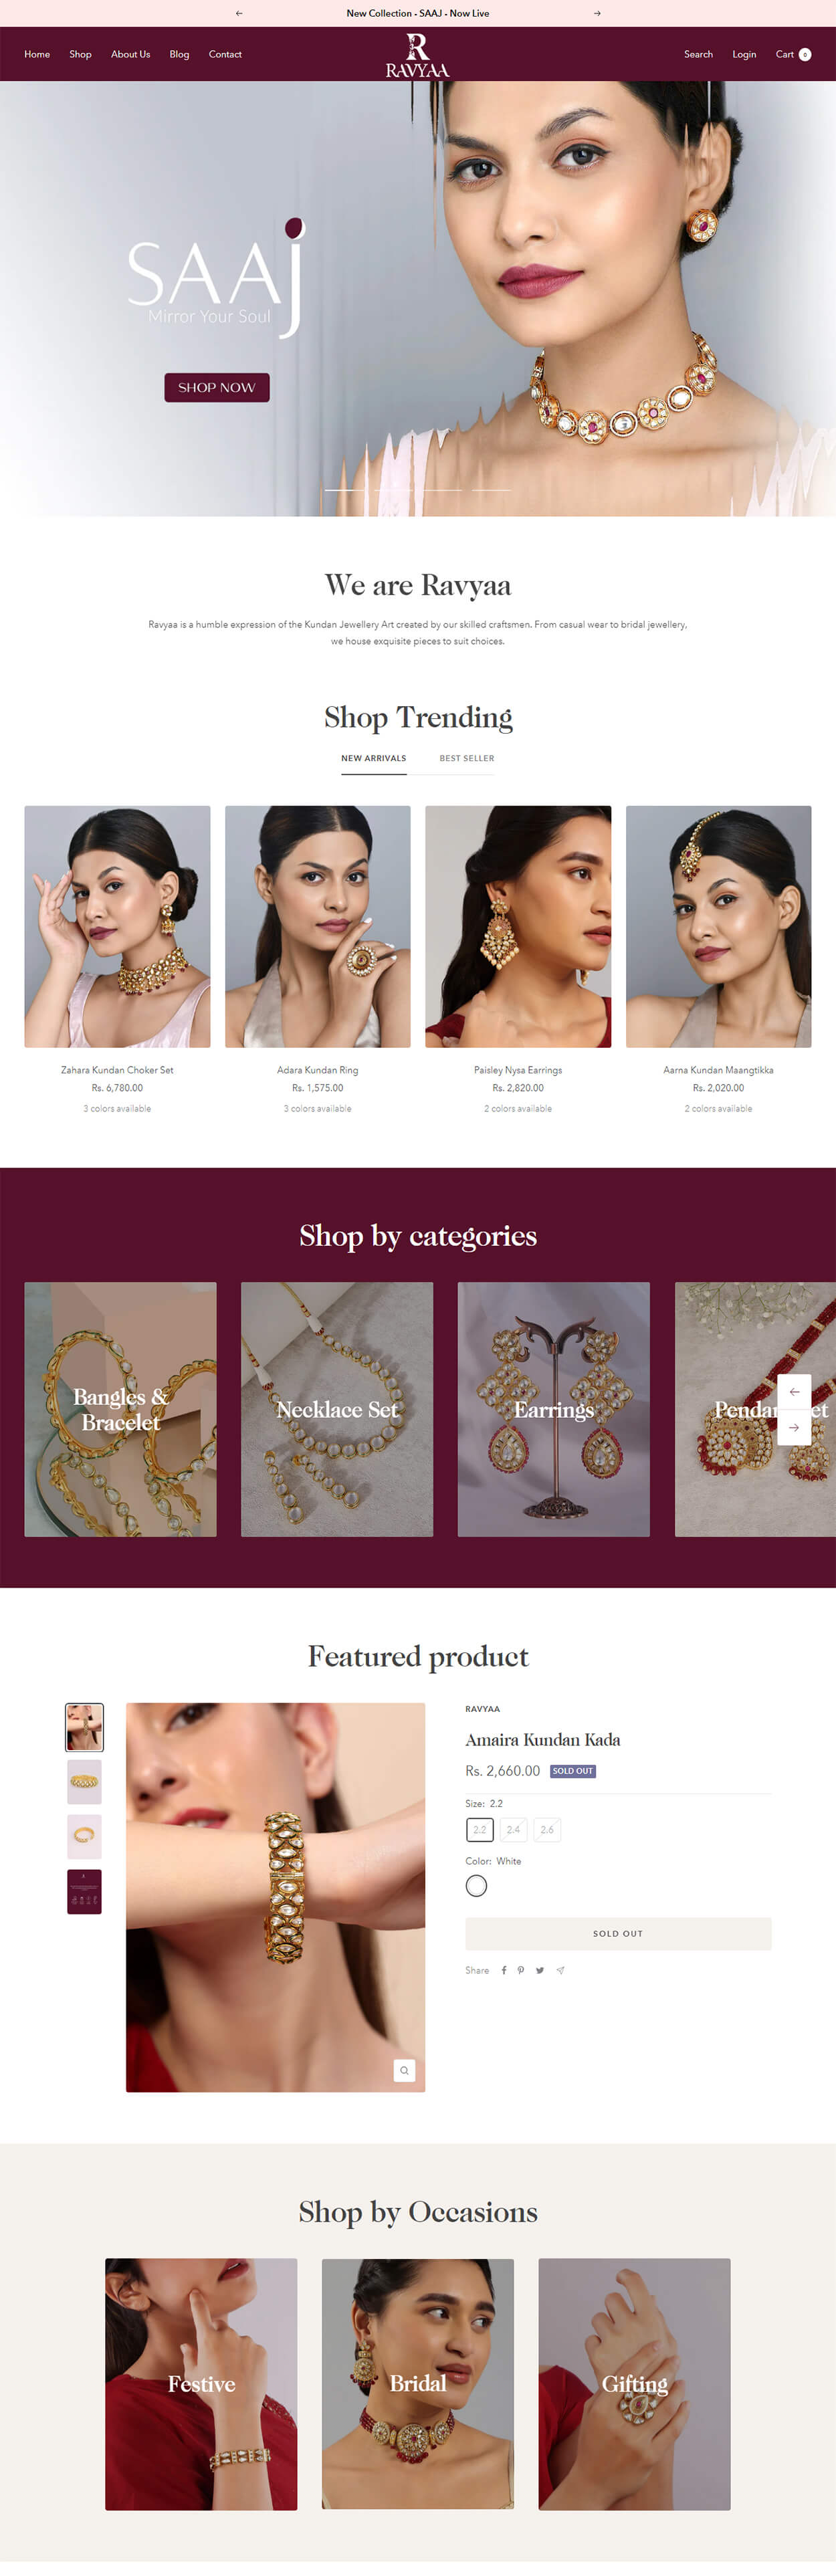 New Collection - SAAJ - Now Live
Home Shop About Us Blog Contact
R
RAVYAA
Search Login Cart 0
SAAJ
Mirror Your Soul
SHOP NOW
We are Ravyaa
Ravyaa is a humble expression of the Kundan Jewellery Art created by our skilled craftsmen. From casual wear to bridal jewellery,
we house exquisite pieces to suit choices.
Shop Trending
NEW ARRIVALS BEST SELLER
Zahara Kundan Choker Set
Rs. 6,780.00
3 colors available
Adara Kundan Ring
Rs. 1,575.00
3 colors available
Paisley Nysa Earrings
Rs. 2,820.00
2 colors available
Aarna Kundan Maangtikka
Rs. 2,020.00
2 colors available
Shop by categories
Bangles &
Bracelet
Necklace Set
Earrings
Featured product
RAVYAA
Amaira Kundan Kada
Rs. 2,660.00 SOLD OUT
Size: 2.2
2.2 2.4 2.6
Color: White
SOLD OUT
Share
Shop by Occasions
Festive
Bridal
Gifting